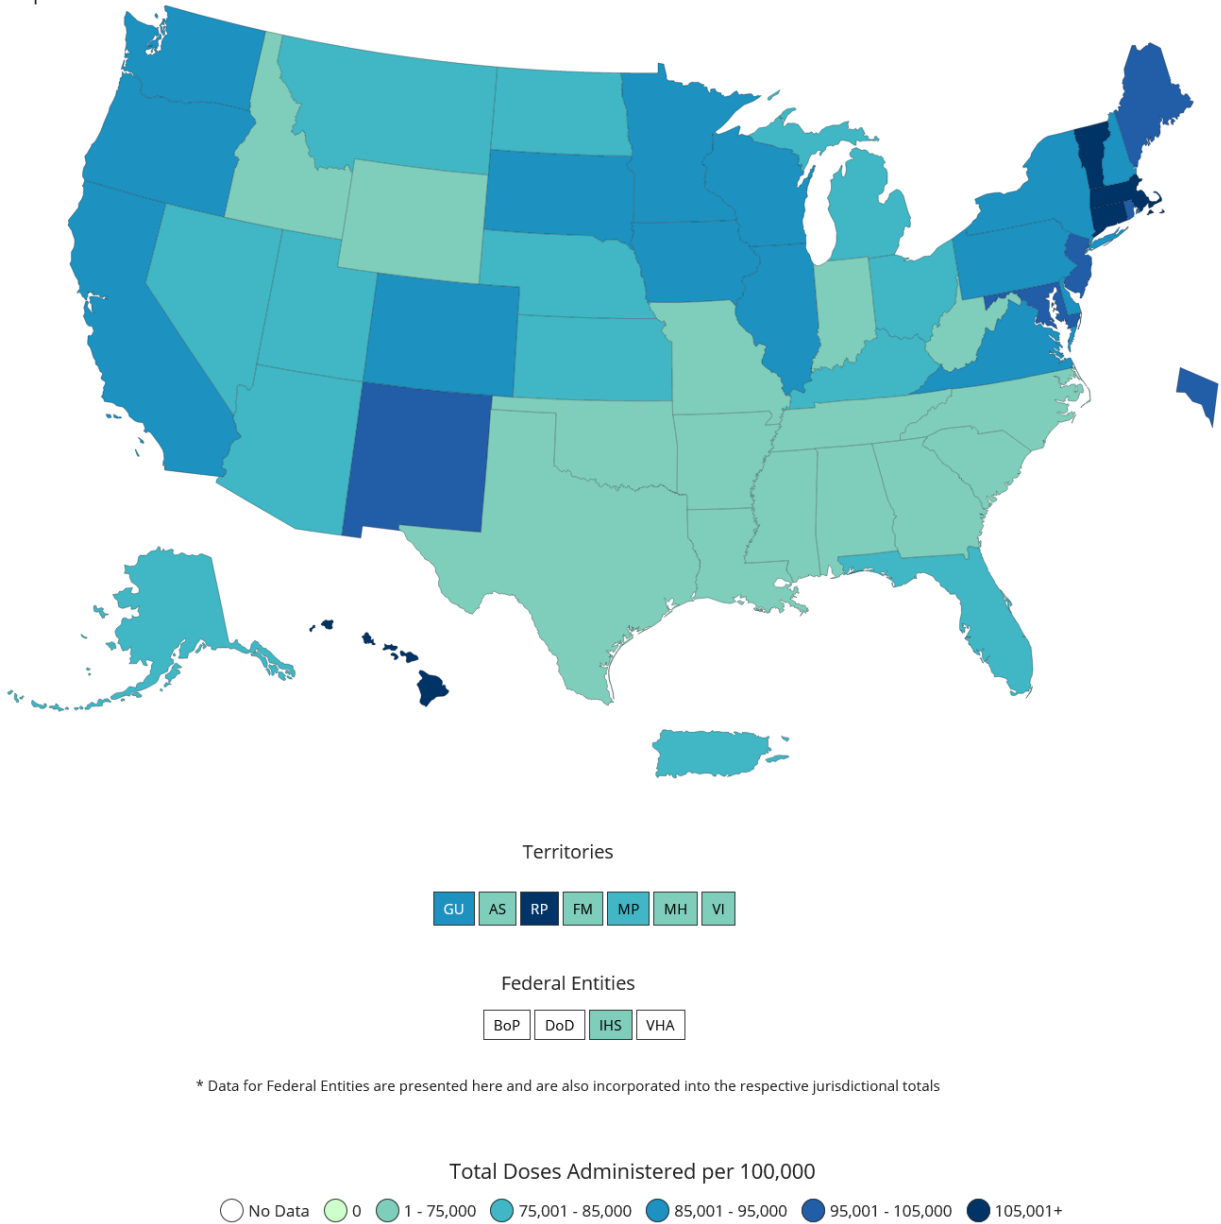 Territories
GU AS RP FM MP MH VI
Federal Entities
BoP DoD IHS VHA
* Data for Federal Entities are presented here and are also incorporated into the respective jurisdictional totals
Total Doses Administered per 100,000
No Data 0 1 - 75,000 75,001 - 85,000 85,001 - 95,000 95,001 - 105,000 105,001+